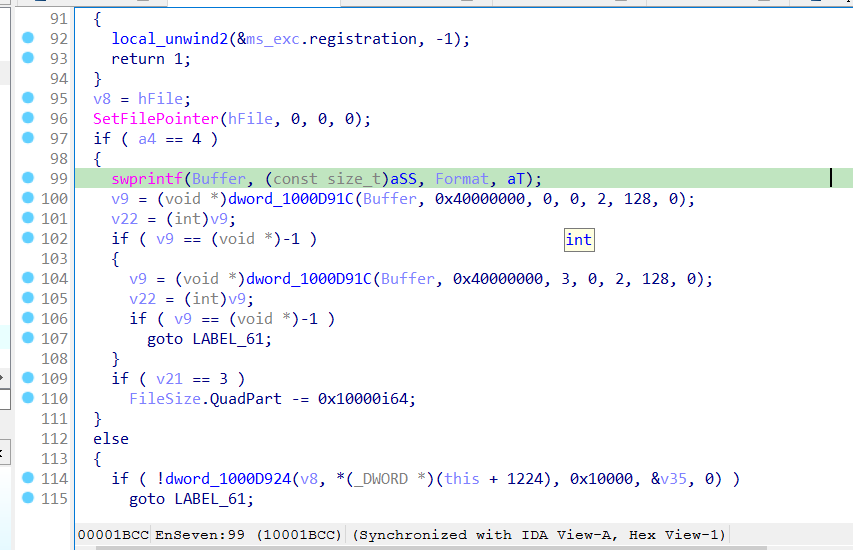 91 {
92 local_unwind2(&ms_exc.registration, -1);
93 return 1;
94 }
95 v8 = hFile;
96 SetFilePointer(hFile, 0, 0, 0);
97 if ( a4 == 4 )
98 {
99 swprintf(Buffer, (const size_t)aSS, Format, aT);
100 v9 = (void *)dword_1000D91C(Buffer, 0x40000000, 0, 0, 2, 128, 0);
101 v22 = (int)v9;
102 if ( v9 == (void *)-1 )
int
103 {
104 v9 = (void *)dword_1000D91C(Buffer, 0x40000000, 3, 0, 2, 128, 0);
105 v22 = (int)v9;
106 if ( v9 == (void *)-1 )
107 goto LABEL_61;
108 }
109 if ( v21 == 3 )
110 FileSize.QuadPart -= 0x10000i64;
111 }
112 else
113 {
114 if ( !dword_1000D924(v8, *(_DWORD *)(this + 1224), 0x10000, &v35, 0) )
115 goto LABEL_61;
00001BCC EnSeven:99 (10001BCC) (Synchronized with IDA View-A, Hex View-1)